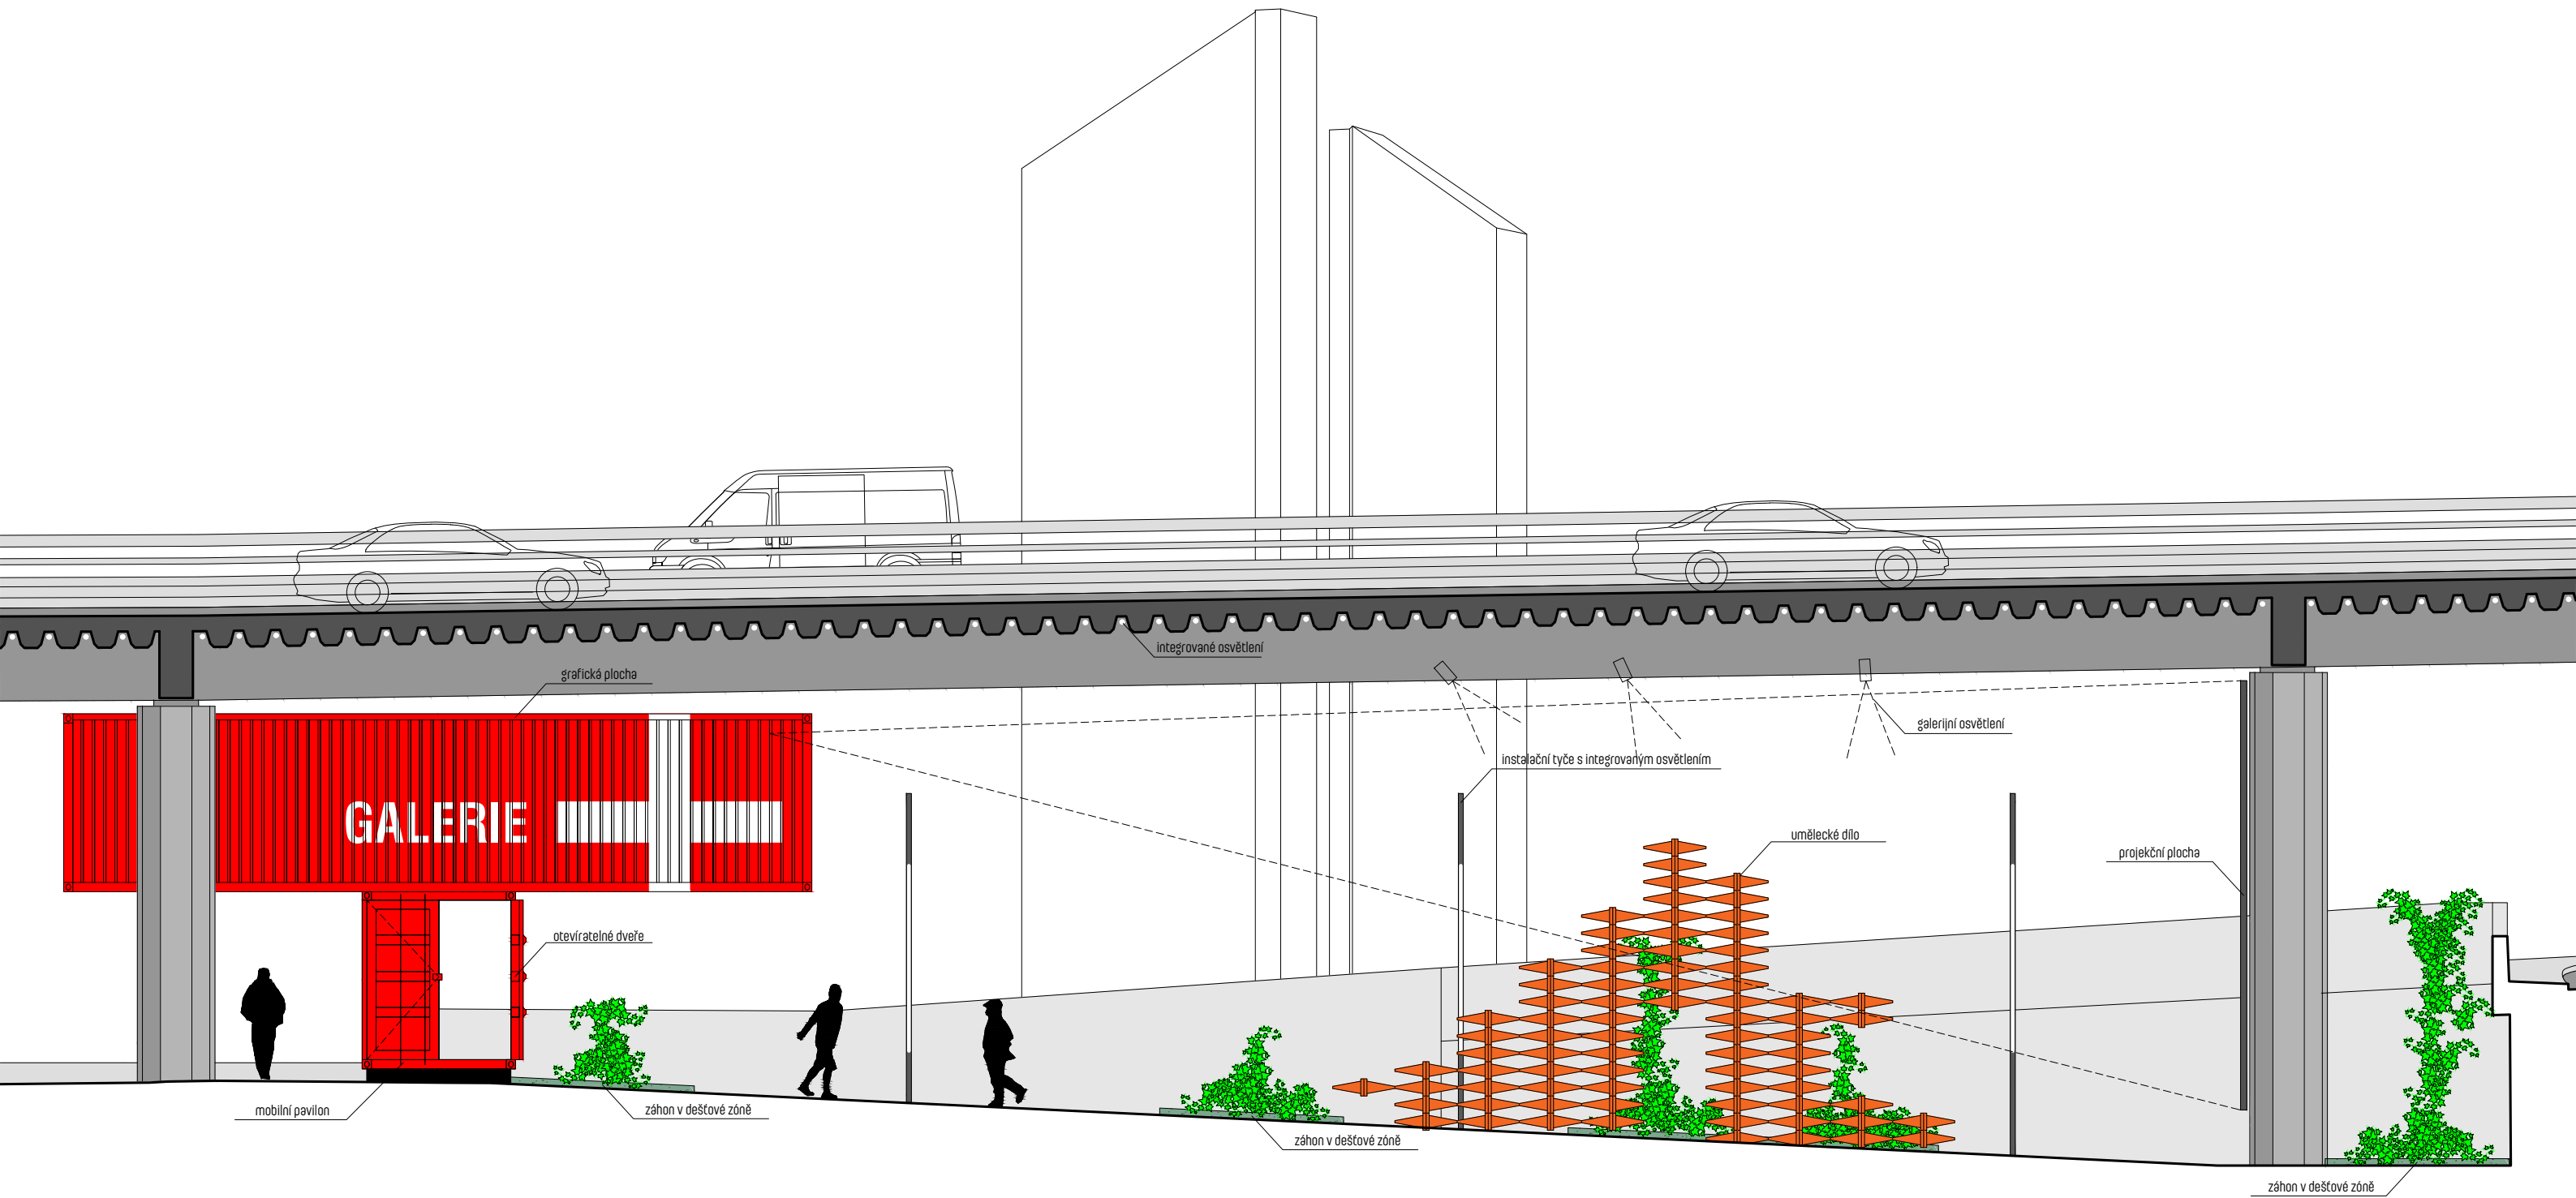 integrované osvětlení
grafická plocha
galerijní osvětlení
instalační tyče s integrovaným osvětlením
GALERIE
umělecké dílo
projekční plocha
otevíratelné dveře
mobilní pavilon
záhon v dešťové zóně
záhon v dešťové zóně
záhon v dešťové zóně